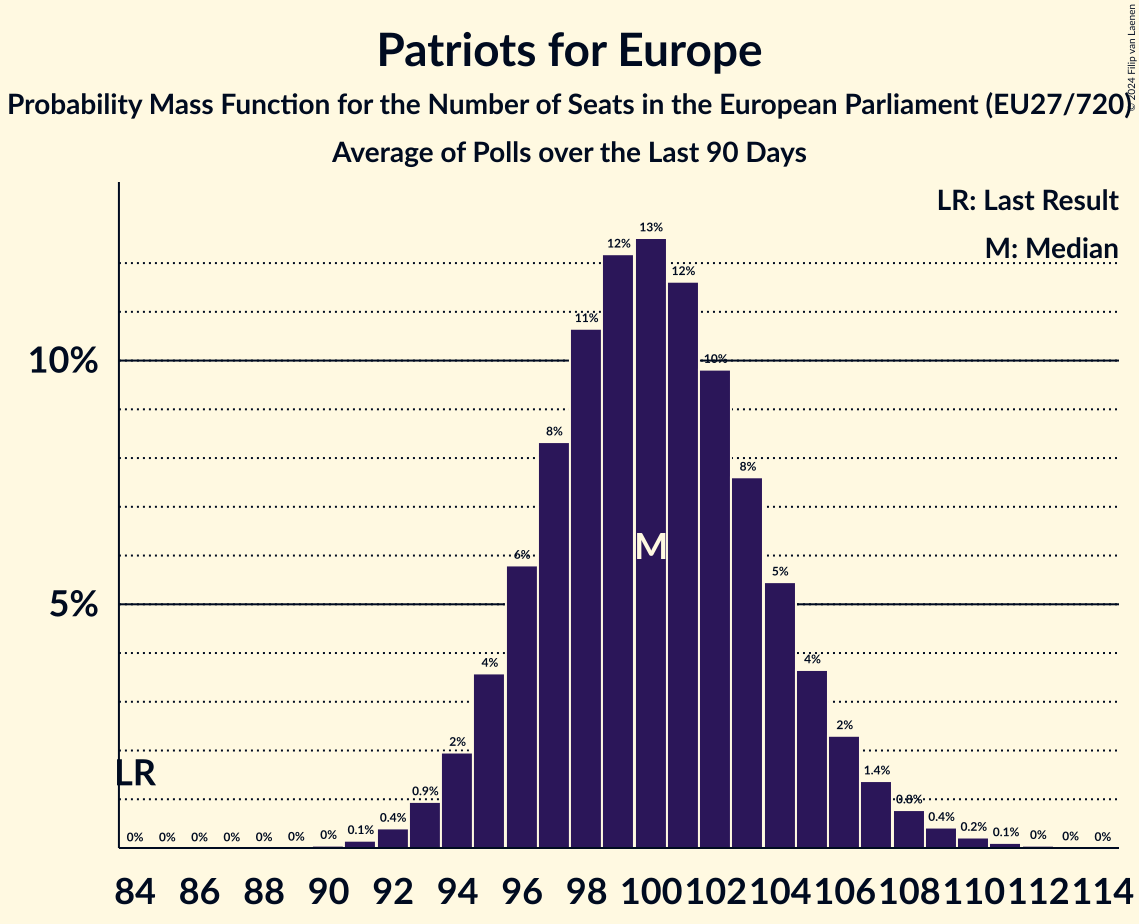 Patriots for Europe
Probability Mass Function for the Number of Seats in the European Parliament (EU27/720)
Average of Polls over the Last 90 Days
© 2024 Filip van Laenen
LR: Last Result
M: Median
10%
5%
LR
M
0% 0% 0% 0% 0% 0% 0% 0.1% 0.4% 0.9% 2% 4% 6% 8% 11% 12% 13% 12% 10% 8% 5% 4% 2% 1.4% 0.8% 0.4% 0.2% 0.1% 0% 0% 0%
84 86 88 90 92 94 96 98 100 102 104 106 108 110 112 114